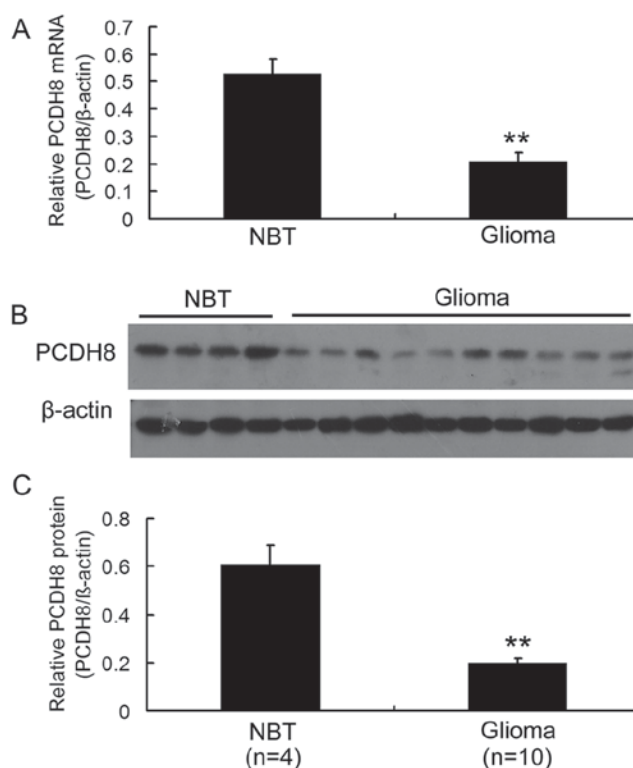 A
Relative PCDH8 mRNA
(PCDH8/β-actin)
0.7
0.6
0.5
0.4
0.3
0.2
0.1
0
**
NBT Glioma
B
NBT Glioma
PCDH8
β-actin
C
Relative PCDH8 protein
(PCDH8/ß-actin)
0.8
0.6
0.4
0.2
0
**
NBT Glioma
(n=4) (n=10)